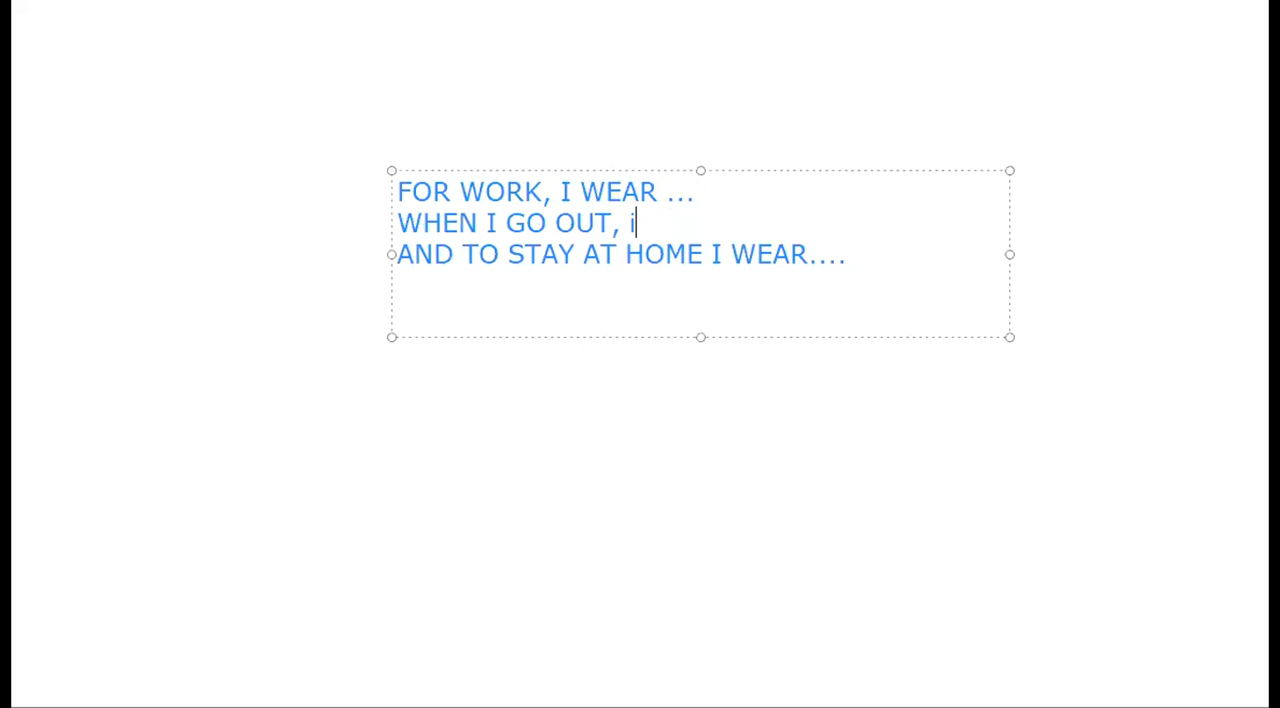 FOR WORK, I WEAR ...
WHEN I GO OUT, i
AND TO STAY AT HOME I WEAR....